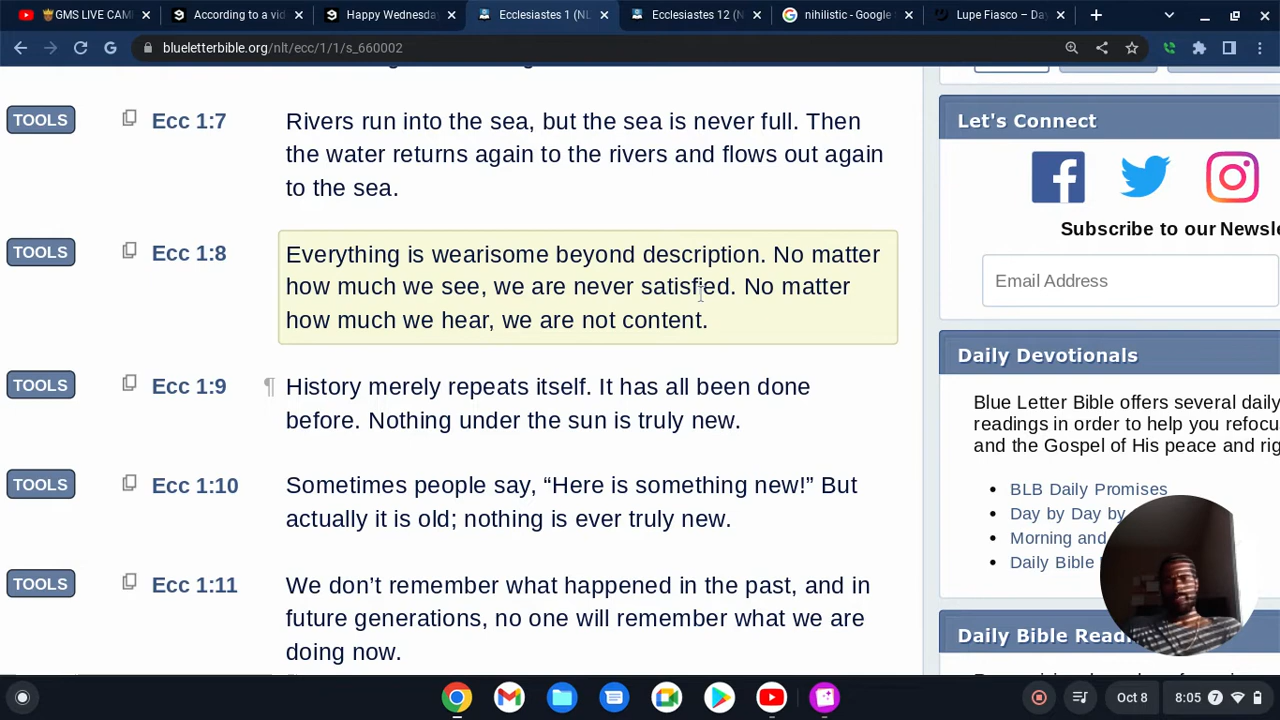 GMS LIVE CAM
According to a vid
Happy Wednesday
Ecclesiastes 1 (NL
Ecclesiastes 12 (N
nihilistic - Google
Lupe Fiasco – Da
blueletterbible.org/nlt/ecc/1/1/s_660002
TOOLS
Ecc 1:7
Rivers run into the sea, but the sea is never full. Then
the water returns again to the rivers and flows out again
to the sea.
TOOLS
Ecc 1:8
Everything is wearisome beyond description. No matter
how much we see, we are never satisfied. No matter
how much we hear, we are not content.
TOOLS
Ecc 1:9
¶ History merely repeats itself. It has all been done
before. Nothing under the sun is truly new.
TOOLS
Ecc 1:10
Sometimes people say, “Here is something new!” But
actually it is old; nothing is ever truly new.
TOOLS
Ecc 1:11
We don’t remember what happened in the past, and in
future generations, no one will remember what we are
doing now.
Let's Connect
Subscribe to our Newsle
Email Address
Daily Devotionals
Blue Letter Bible offers several daily
readings in order to help you refocu
and the Gospel of His peace and rig
BLB Daily Promises
Day by Day by
Morning and
Daily Bible
Daily Bible Readi
Oct 8
8:05
7